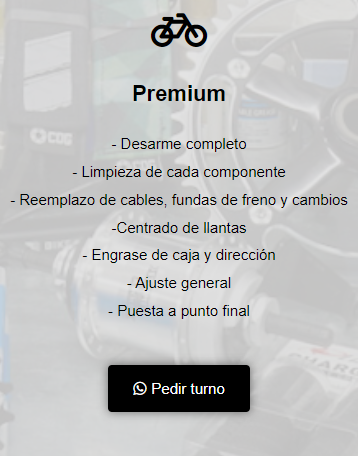 COG
Premium
- Desarme completo
- Limpieza de cada componente
- Reemplazo de cables, fundas de freno y cambios
-Centrado de llantas
- Engrase de caja y dirección
- Ajuste general
- Puesta a punto final
Pedir turno